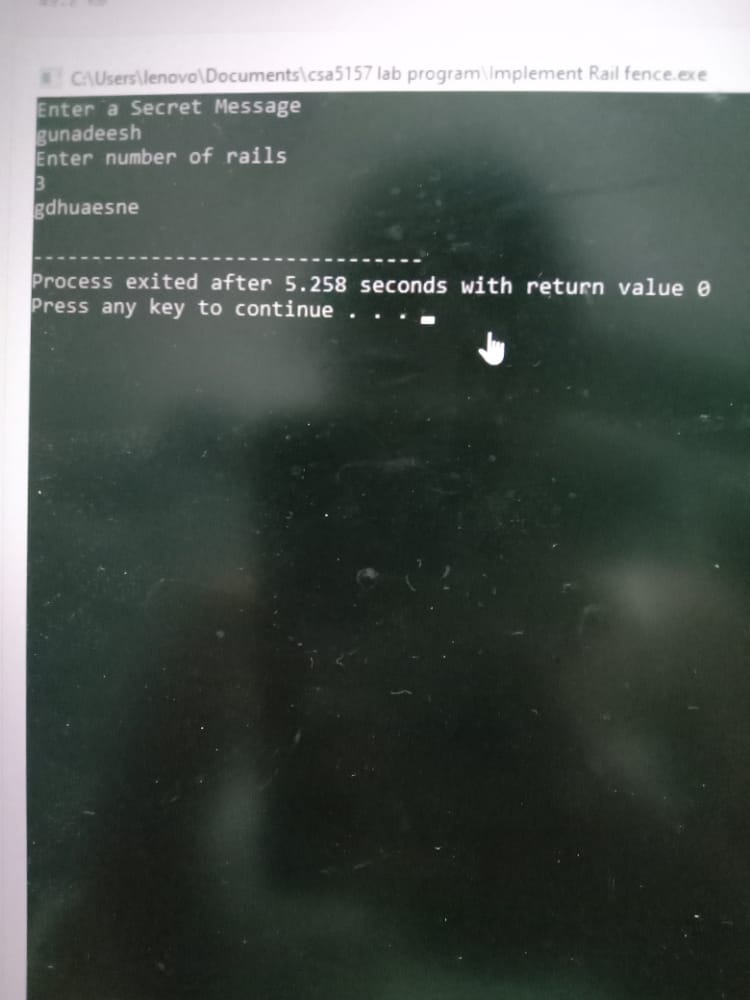 C:\Users\lenovo\Documents\csa5157 lab program\Implement Rail fence.exe
Enter a Secret Message
gunadeesh
Enter number of rails
3
gdhuaesne
--------------------------------
Process exited after 5.258 seconds with return value 0
Press any key to continue . . .